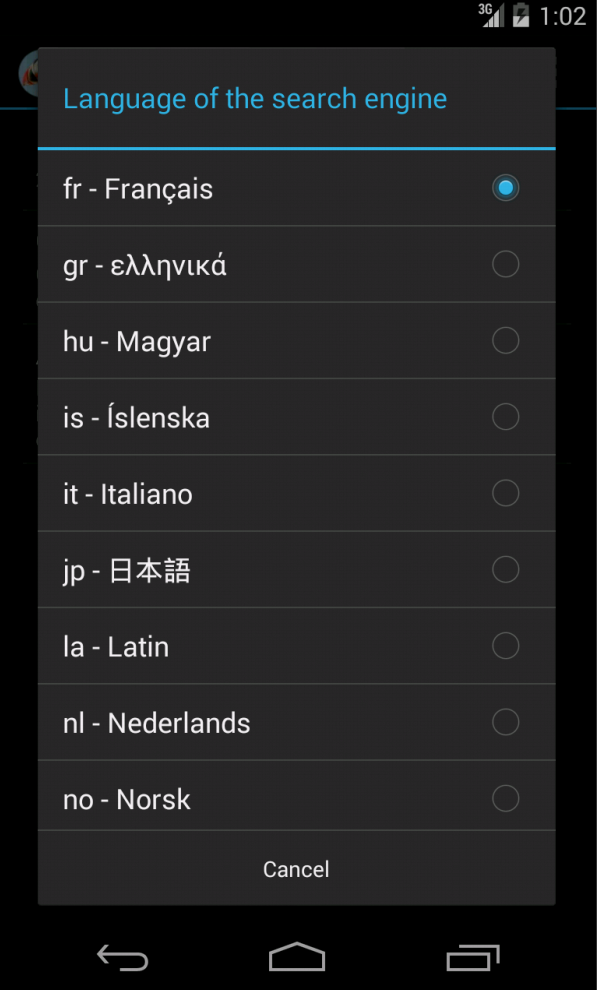 3G 1:02
Language of the search engine
fr - Français
gr - ελληνικά
hu - Magyar
is - Íslenska
it - Italiano
jp - 日本語
la - Latin
nl - Nederlands
no - Norsk
Cancel